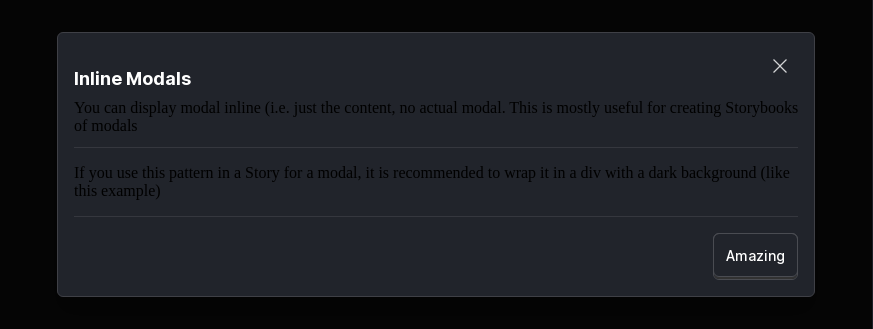 Inline Modals
You can display modal inline (i.e. just the content, no actual modal. This is mostly useful for creating Storybooks
of modals
If you use this pattern in a Story for a modal, it is recommended to wrap it in a div with a dark background (like
this example)
Amazing